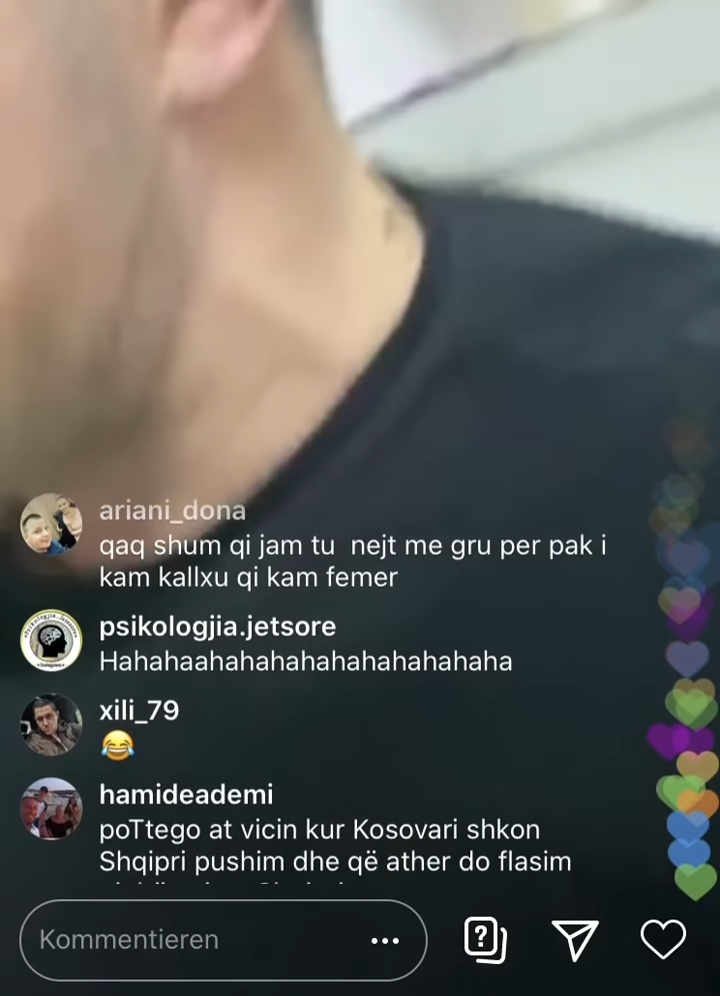 ariani_dona
qaq shum qi jam tu nejt me gru per pak i
kam kallxu qi kam femer
psikologjia.jetsore
Hahahaahahahahahahahahahaha
xili_79
😂
hamideademi
poTtego at vicin kur Kosovari shkon
Shqipri pushim dhe që ather do flasim
Kommentieren